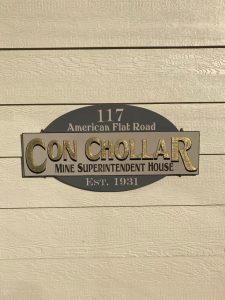 117
American Flat Road
Con Chollar
Mine Superintendent House
Est. 1931